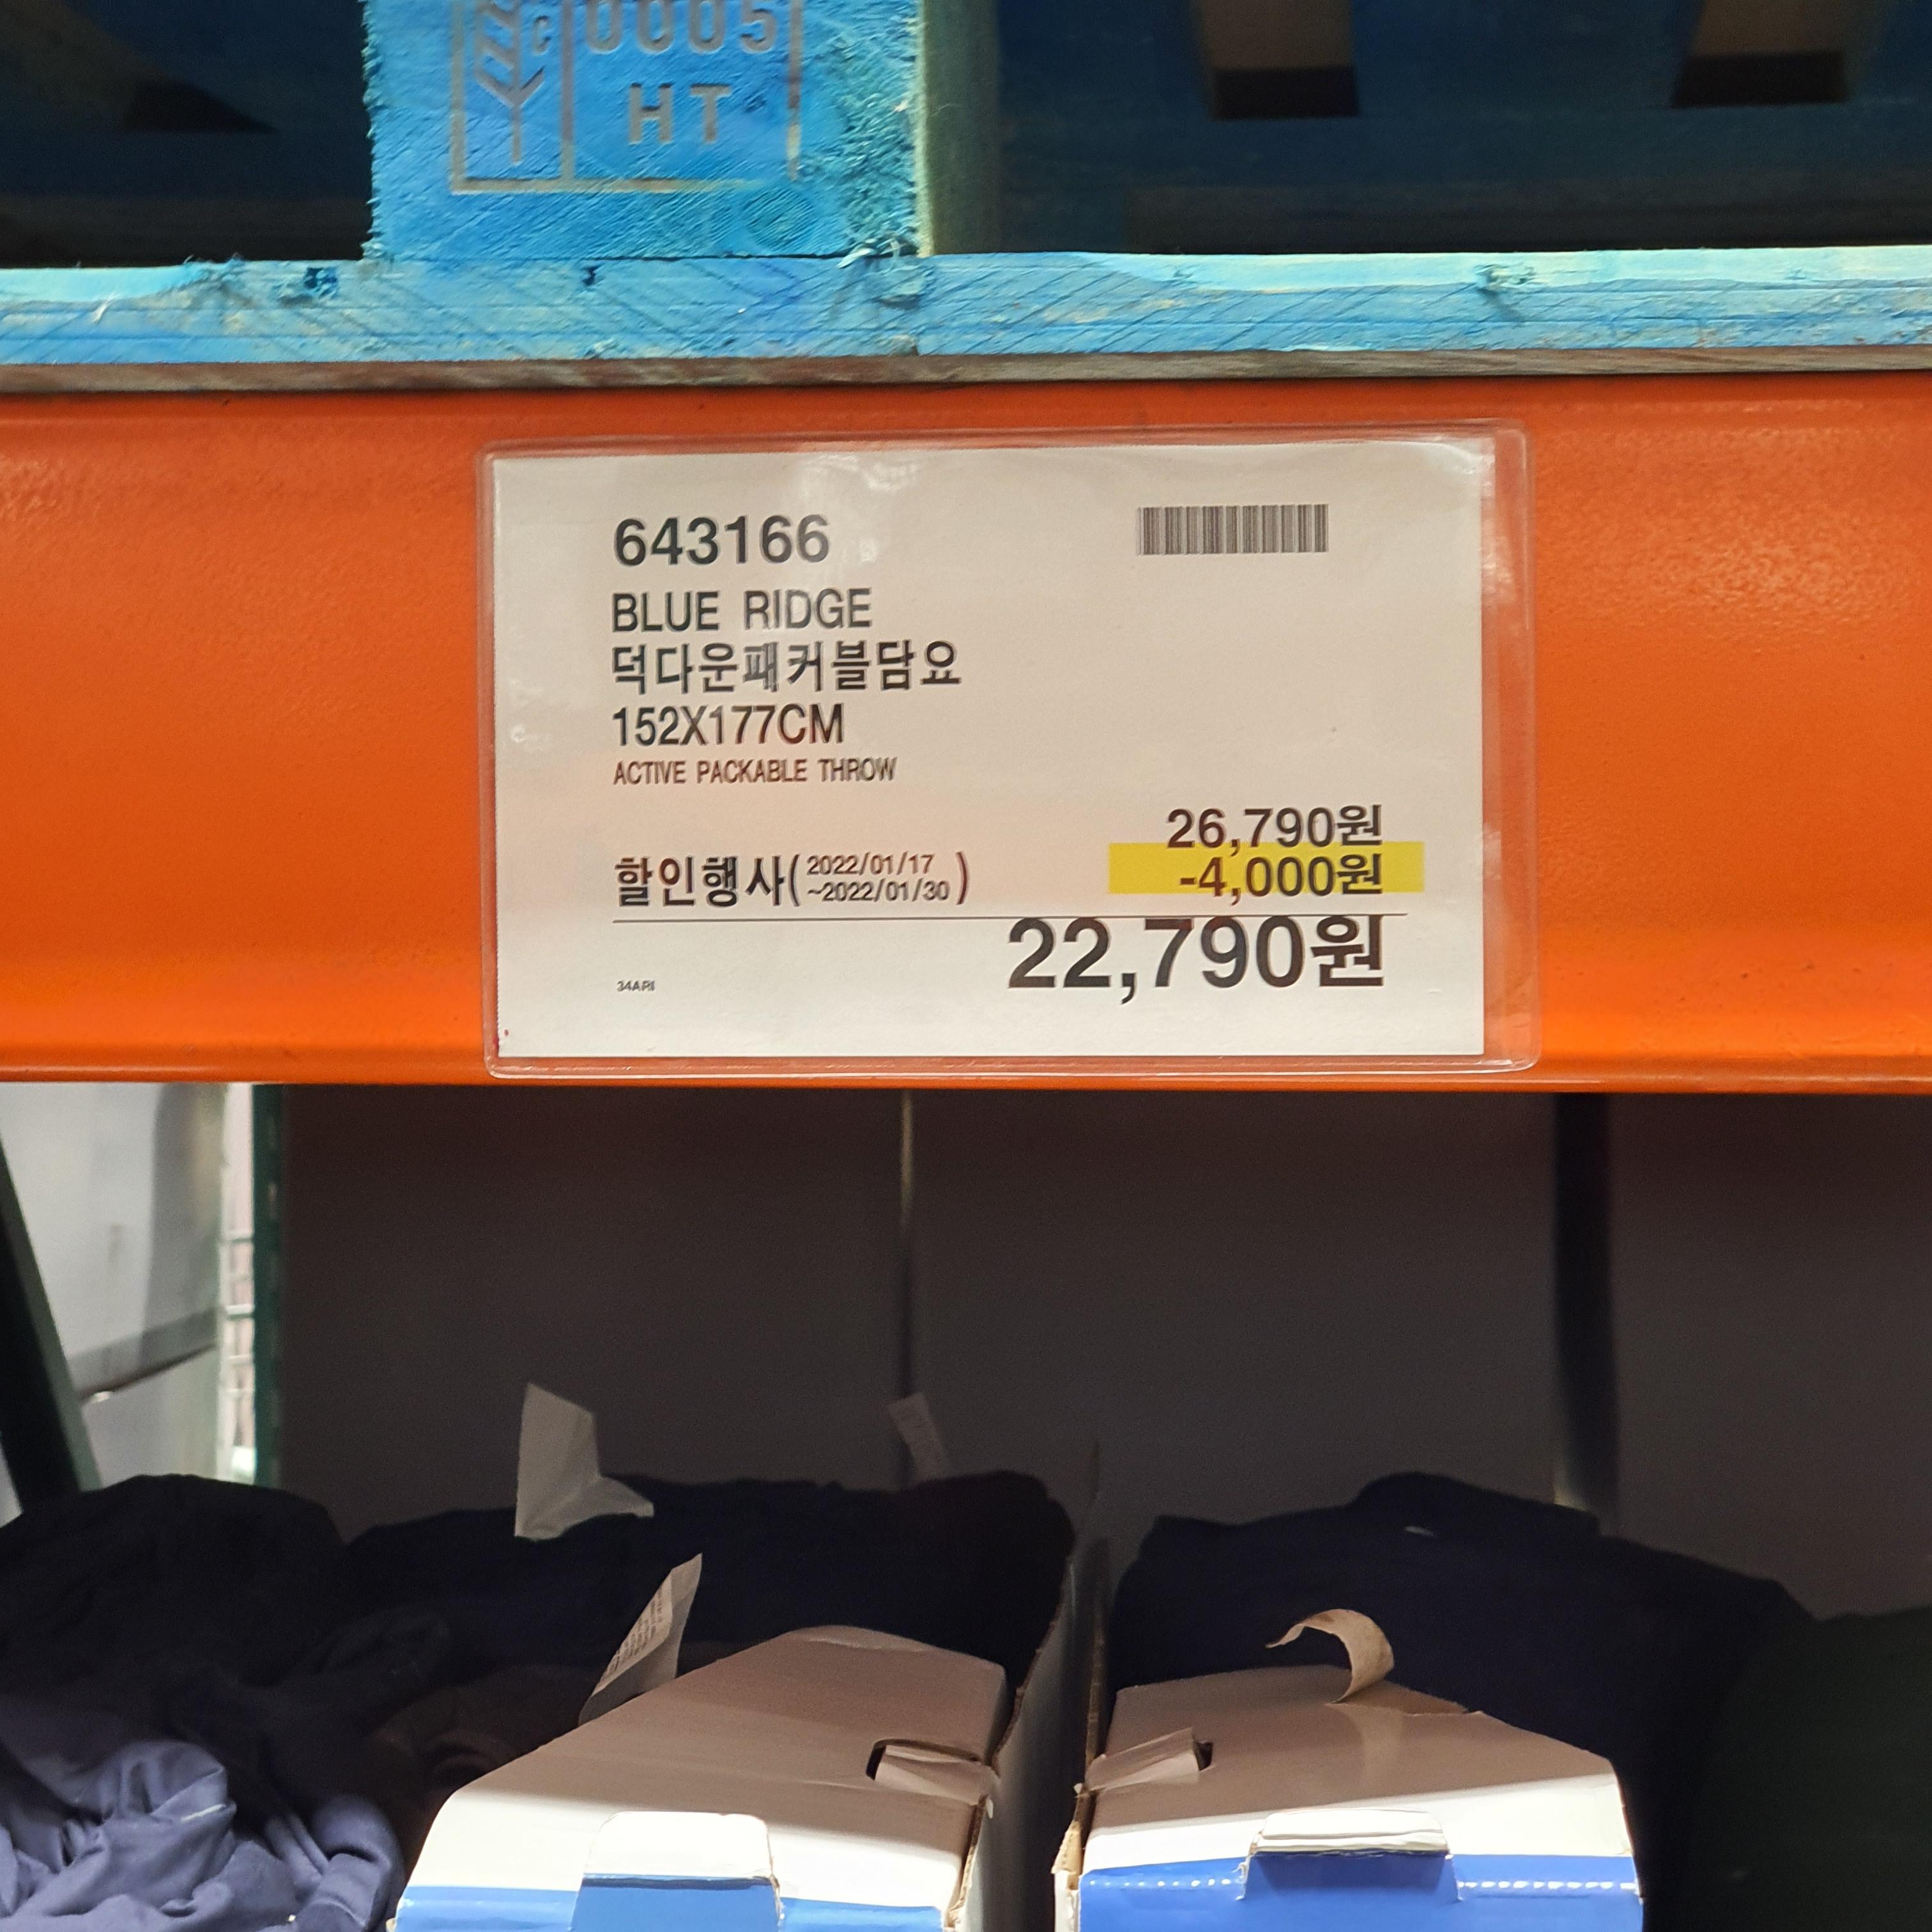 0005
HT
643166
BLUE RIDGE
덕다운패커블담요
152X177CM
ACTIVE PACKABLE THROW
26,790원
할인행사( 2022/01/17 ~2022/01/30 ) -4,000원
22,790원
34API